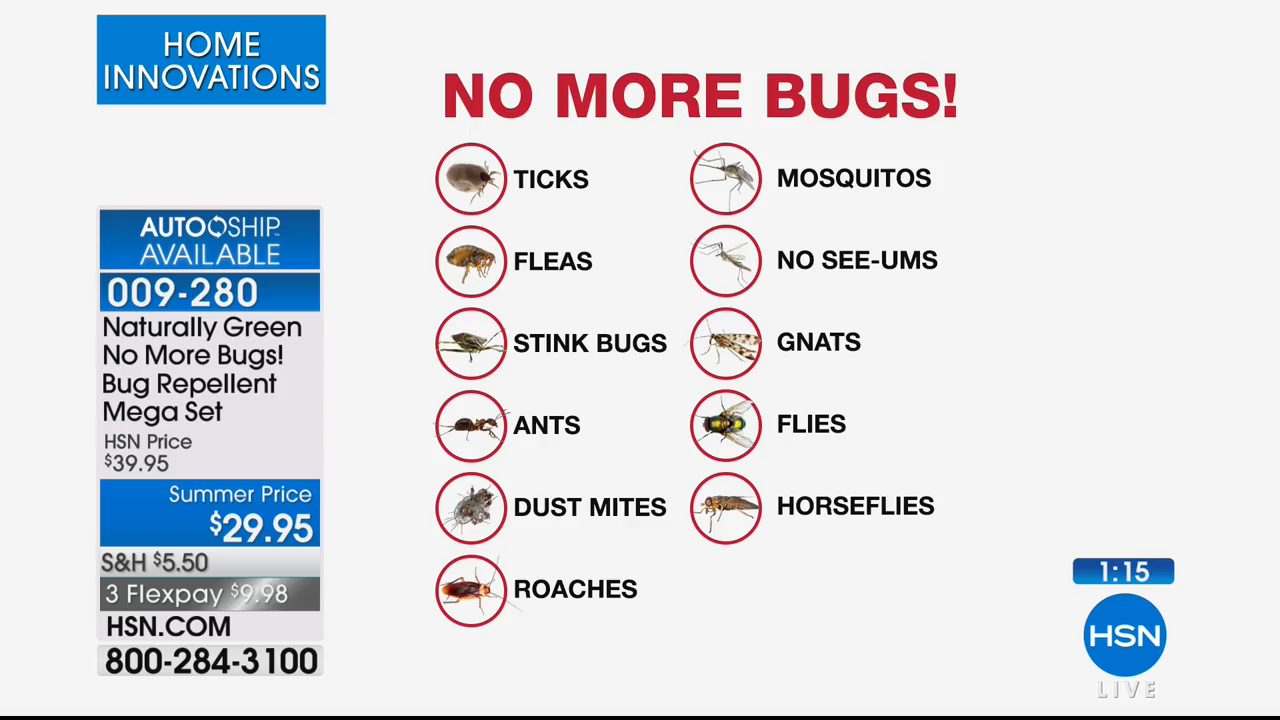 HOME
INNOVATIONS
NO MORE BUGS!
TICKS
MOSQUITOS
FLEAS
NO SEE-UMS
STINK BUGS
GNATS
ANTS
FLIES
DUST MITES
HORSEFLIES
ROACHES
AUTO SHIP
AVAILABLE
009-280
Naturally Green
No More Bugs!
Bug Repellent
Mega Set
HSN Price
$39.95
Summer Price
$29.95
S&H $5.50
3 Flexpay $9.98
HSN.COM
800-284-3100
1:15
HSN
LIVE